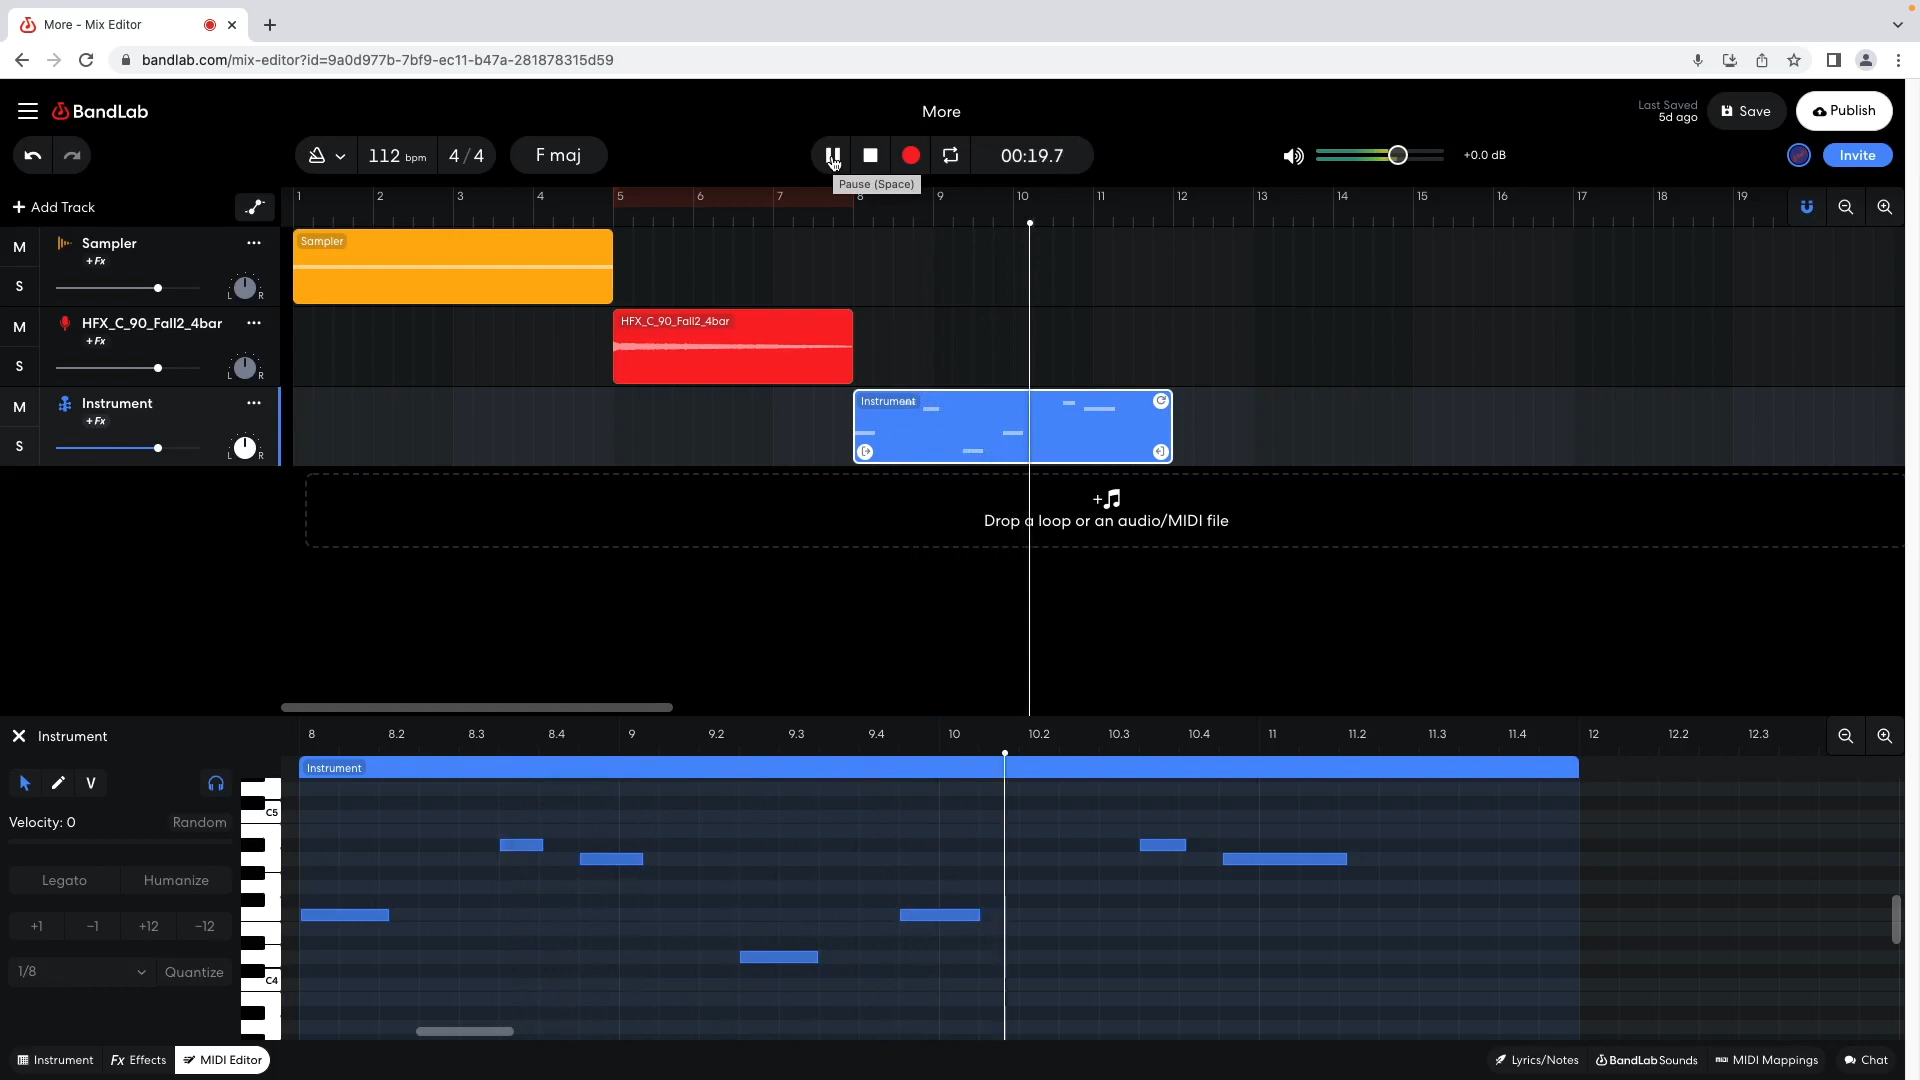 More - Mix Editor
bandlab.com/mix-editor?id=9a0d977b-7bf9-ec11-b47a-281878315d59
BandLab
More
Last Saved
5d ago
Save
Publish
112 bpm
4/4
F maj
00:19.7
+0.0 dB
Invite
Pause (Space)
+ Add Track
1 2 3 4 5 6 7 8 9 10 11 12 13 14 15 16 17 18 19
M
Sampler
+Fx
S
L R
Sampler
M
HFX_C_90_Fall2_4bar
+Fx
S
L R
HFX_C_90_Fall2_4bar
M
Instrument
+Fx
S
L R
Instrument
Drop a loop or an audio/MIDI file
Instrument
8 8.2 8.3 8.4 9 9.2 9.3 9.4 10 10.2 10.3 10.4 11 11.2 11.3 11.4 12 12.2 12.3
Instrument
V
C5
Velocity: 0
Random
Legato
Humanize
+1 -1 +12 -12
1/8
Quantize
C4
Instrument
Fx Effects
MIDI Editor
Lyrics/Notes
BandLab Sounds
MIDI MIDI Mappings
Chat